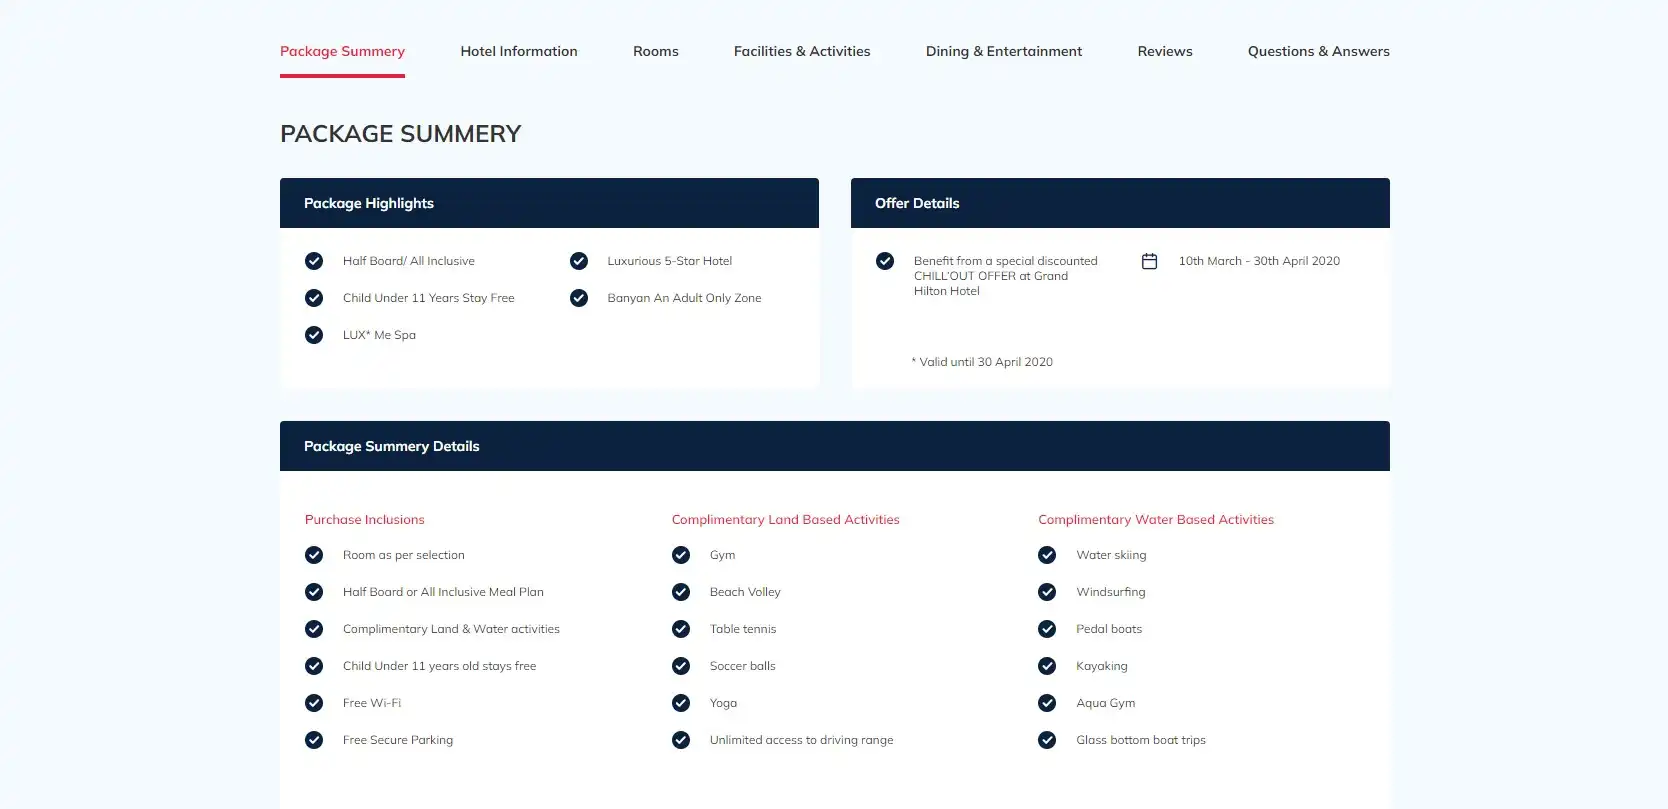 Package Summery
Hotel Information
Rooms
Facilities & Activities
Dining & Entertainment
Reviews
Questions & Answers
PACKAGE SUMMERY
Package Highlights
Half Board/ All Inclusive
Luxurious 5-Star Hotel
Child Under 11 Years Stay Free
Banyan An Adult Only Zone
LUX* Me Spa
Offer Details
Benefit from a special discounted
CHILL'OUT OFFER at Grand
Hilton Hotel
10th March - 30th April 2020
* Valid until 30 April 2020
Package Summery Details
Purchase Inclusions
Room as per selection
Half Board or All Inclusive Meal Plan
Complimentary Land & Water activities
Child Under 11 years old stays free
Free Wi-Fi
Free Secure Parking
Complimentary Land Based Activities
Gym
Beach Volley
Table tennis
Soccer balls
Yoga
Unlimited access to driving range
Complimentary Water Based Activities
Water skiing
Windsurfing
Pedal boats
Kayaking
Aqua Gym
Glass bottom boat trips